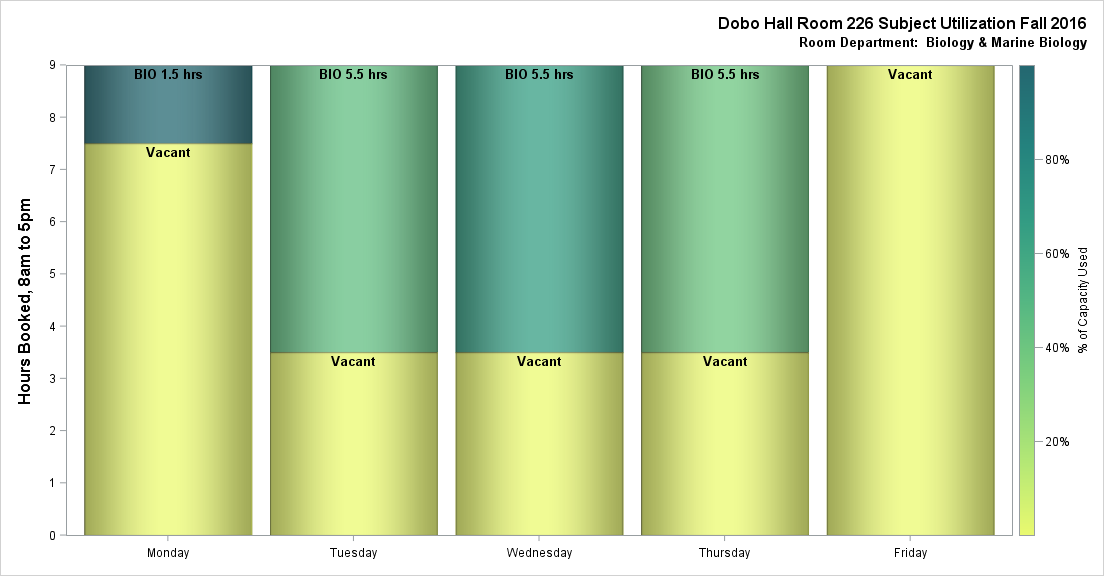 Dobo Hall Room 226 Subject Utilization Fall 2016
Room Department:  Biology & Marine Biology
Hours Booked, 8am to 5pm
9
8
7
6
5
4
3
2
1
0
BIO 1.5 hrs
Vacant
BIO 5.5 hrs
Vacant
BIO 5.5 hrs
Vacant
BIO 5.5 hrs
Vacant
Vacant
Monday
Tuesday
Wednesday
Thursday
Friday
80%
60%
40%
20%
% of Capacity Used